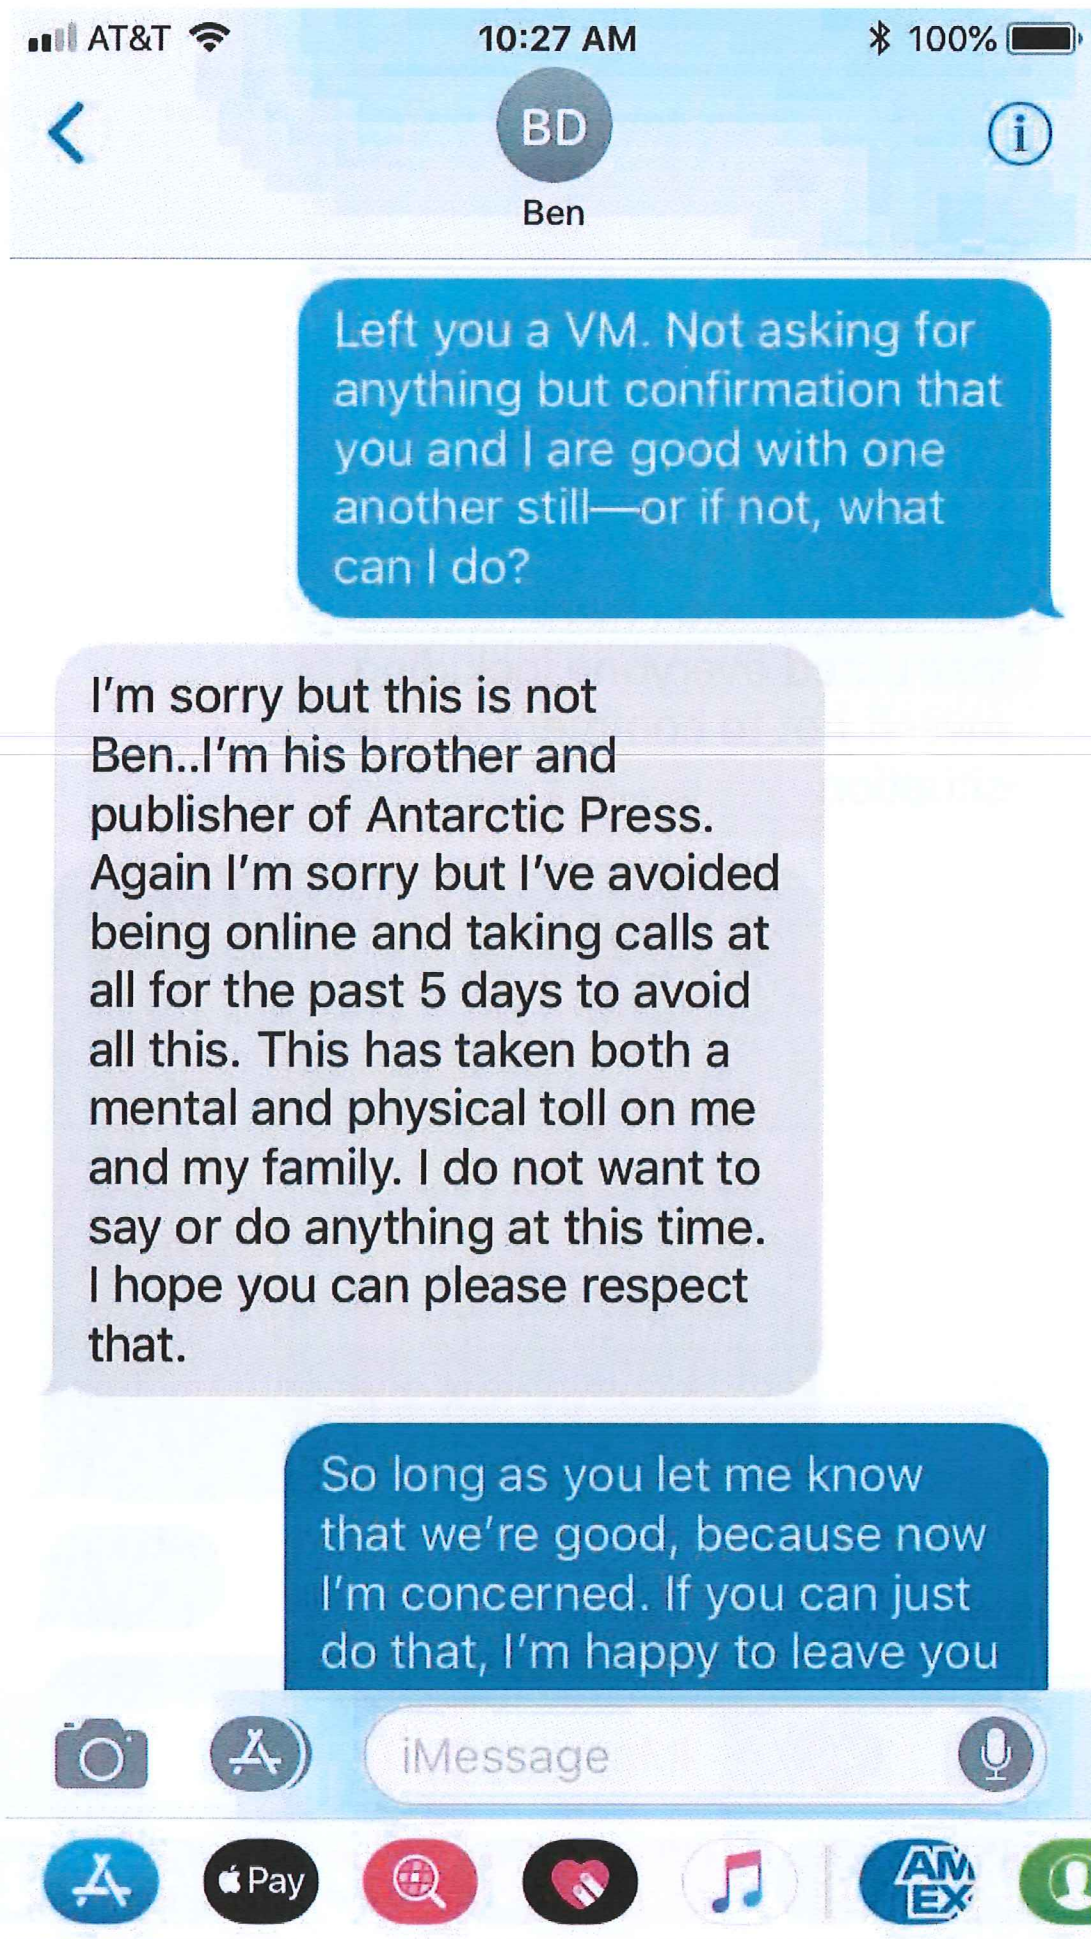 AT&T 10:27 AM 100%
BD
Ben
Left you a VM. Not asking for
anything but confirmation that
you and I are good with one
another still—or if not, what
can I do?
I'm sorry but this is not
Ben..I'm his brother and
publisher of Antarctic Press.
Again I'm sorry but I've avoided
being online and taking calls at
all for the past 5 days to avoid
all this. This has taken both a
mental and physical toll on me
and my family. I do not want to
say or do anything at this time.
I hope you can please respect
that.
So long as you let me know
that we're good, because now
I'm concerned. If you can just
do that, I'm happy to leave you
iMessage
Pay
AM
EX